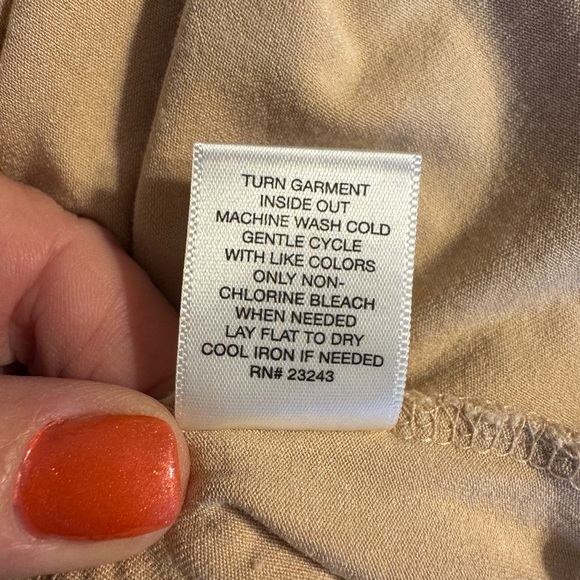 TURN GARMENT
INSIDE OUT
MACHINE WASH COLD
GENTLE CYCLE
WITH LIKE COLORS
ONLY NON-
CHLORINE BLEACH
WHEN NEEDED
LAY FLAT TO DRY
COOL IRON IF NEEDED
RN# 23243